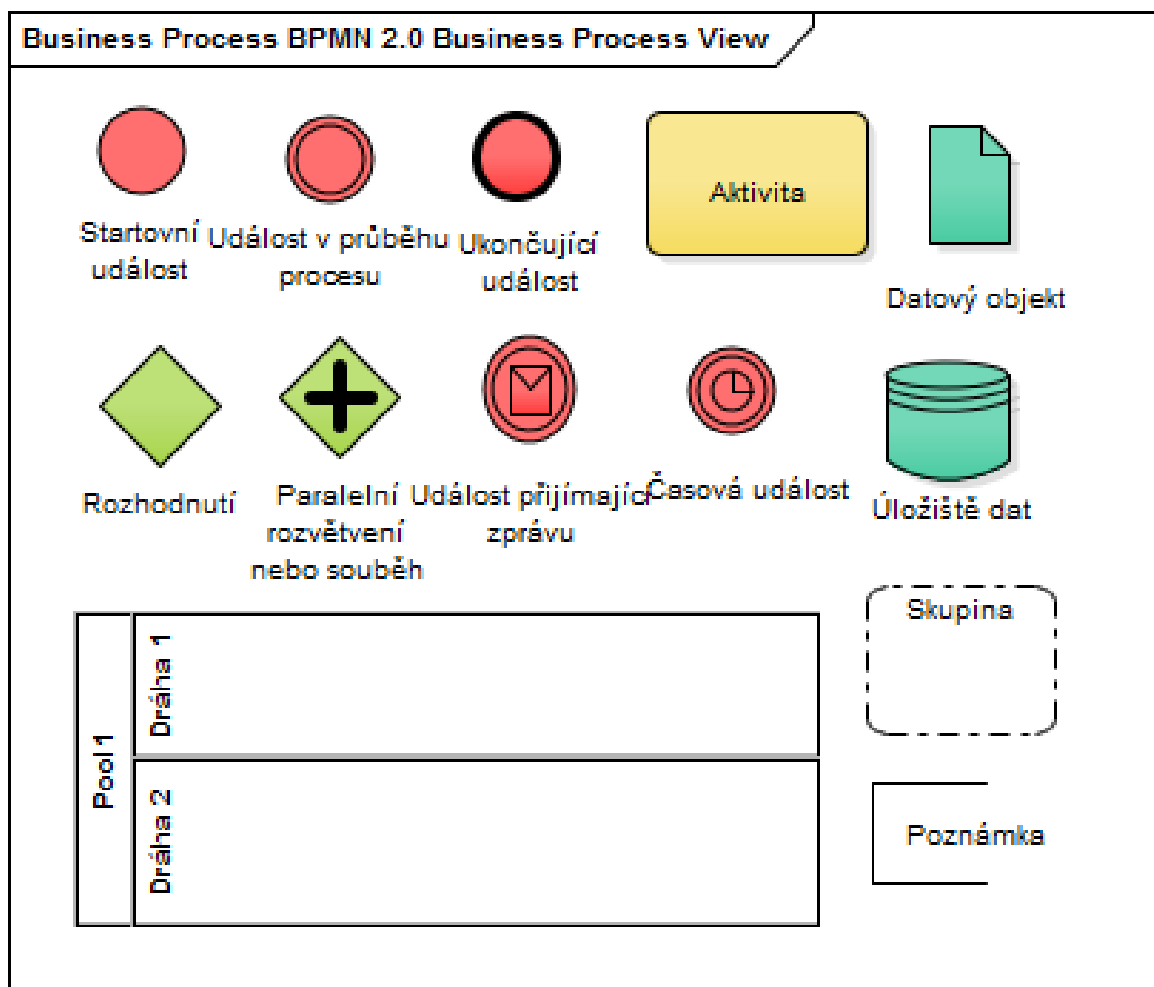 Business Process BPMN 2.0 Business Process View
Startovní
událost
Událost v průběhu
procesu
Ukončující
událost
Aktivita
Datový objekt
Rozhodnutí
Paralelní
rozvětvení
nebo souběh
Událost přijímající
zprávu
Časová událost
Úložiště dat
Pool 1
Dráha 1
Dráha 2
Skupina
Poznámka